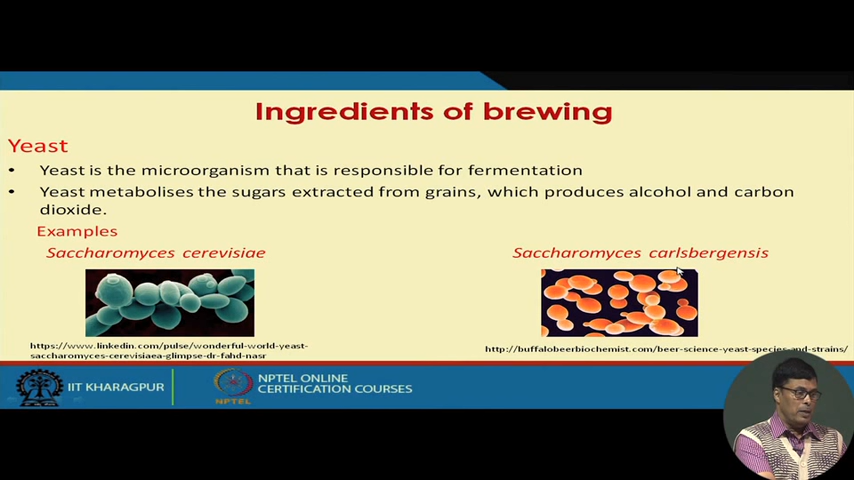 Ingredients of brewing
Yeast
• Yeast is the microorganism that is responsible for fermentation
• Yeast metabolises the sugars extracted from grains, which produces alcohol and carbon
dioxide.
Examples
Saccharomyces cerevisiae
Saccharomyces carlsbergensis
https://www.linkedin.com/pulse/wonderful-world-yeast-
saccharomyces-cerevisiaea-glimpse-dr-fahd-nasr
http://buffalobeerbiochemist.com/beer-science-yeast-species-and-strains/
IIT KHARAGPUR
NPTEL
NPTEL ONLINE
CERTIFICATION COURSES